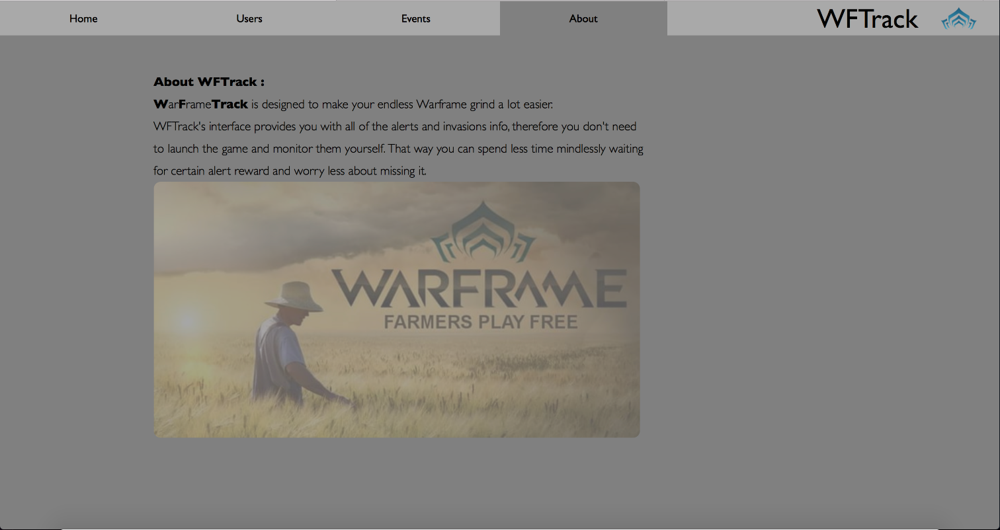 Home Users Events About WFTrack
About WFTrack :
WarFrameTrack is designed to make your endless Warframe grind a lot easier.
WFTrack's interface provides you with all of the alerts and invasions info, therefore you don't need
to launch the game and monitor them yourself. That way you can spend less time mindlessly waiting
for certain alert reward and worry less about missing it.
WARFRAME
FARMERS PLAY FREE